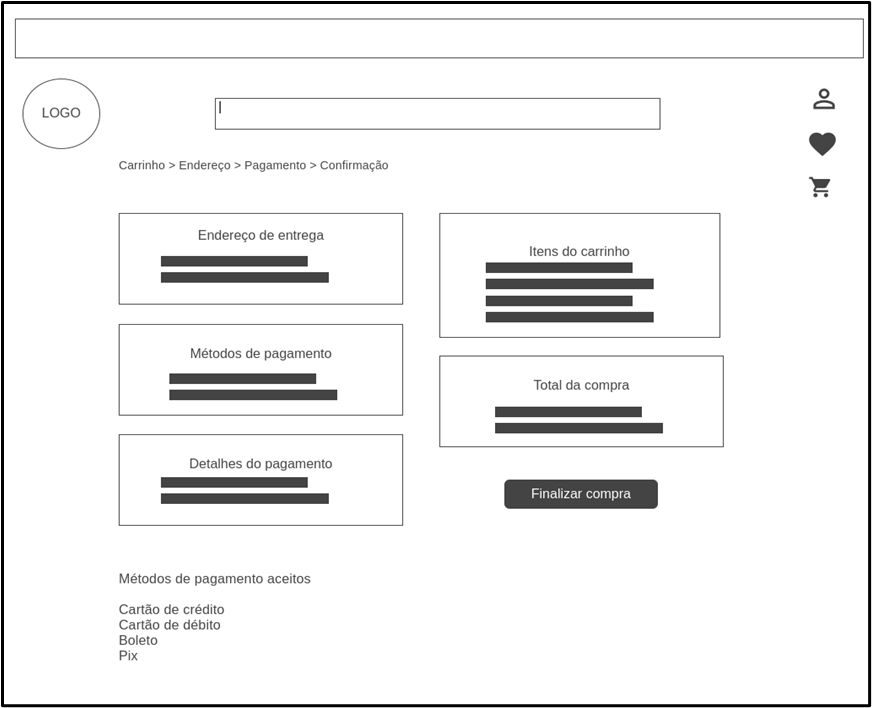 LOGO
Carrinho > Endereço > Pagamento > Confirmação
Endereço de entrega
Métodos de pagamento
Detalhes do pagamento
Itens do carrinho
Total da compra
Finalizar compra
Métodos de pagamento aceitos
Cartão de crédito
Cartão de débito
Boleto
Pix